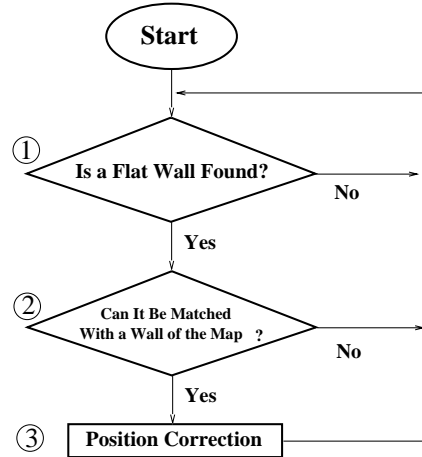 Start
①
Is a Flat Wall Found?
No
Yes
②
Can It Be Matched
With a Wall of the Map ?
No
Yes
③
Position Correction